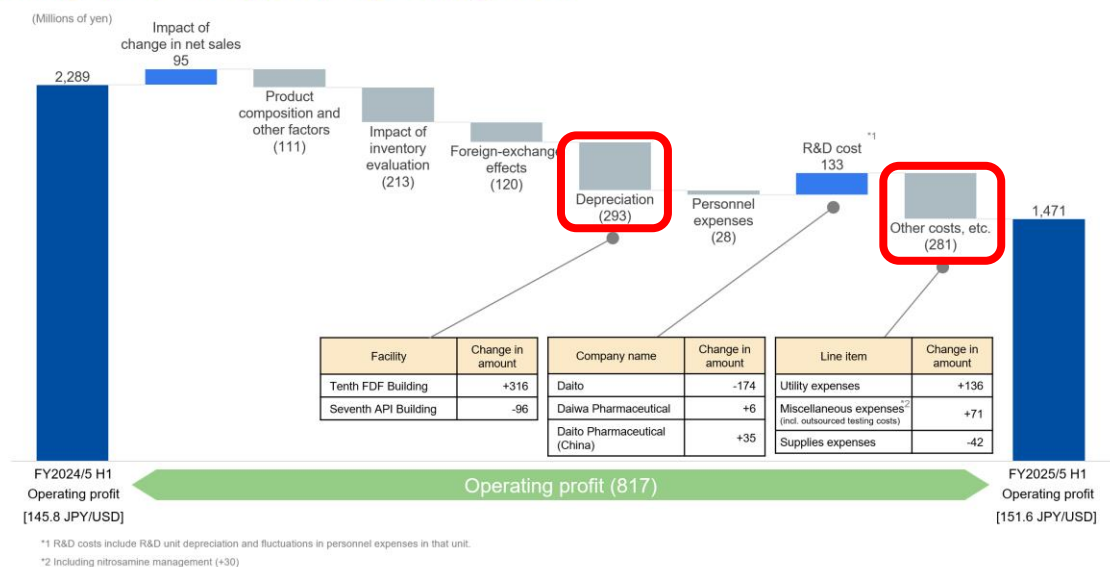 (Millions of yen)
2,289
Impact of
change in net sales
95
Product
composition and
other factors
(111)
Impact of
inventory
evaluation
(213)
Foreign-exchange
effects
(120)
Depreciation
(293)
Personnel
expenses
(28)
R&D cost *1
133
Other costs, etc.
(281)
1,471
Facility Change in
amount
Tenth FDF Building +316
Seventh API Building -96
Company name Change in
amount
Daito -174
Daiwa Pharmaceutical +6
Daito Pharmaceutical
(China) +35
Line item Change in
amount
Utility expenses +136
Miscellaneous expenses*2
(incl. outsourced testing costs) +71
Supplies expenses -42
FY2024/5 H1
Operating profit
[145.8 JPY/USD]
Operating profit (817)
FY2025/5 H1
Operating profit
[151.6 JPY/USD]
*1 R&D costs include R&D unit depreciation and fluctuations in personnel expenses in that unit.
*2 Including nitrosamine management (+30)